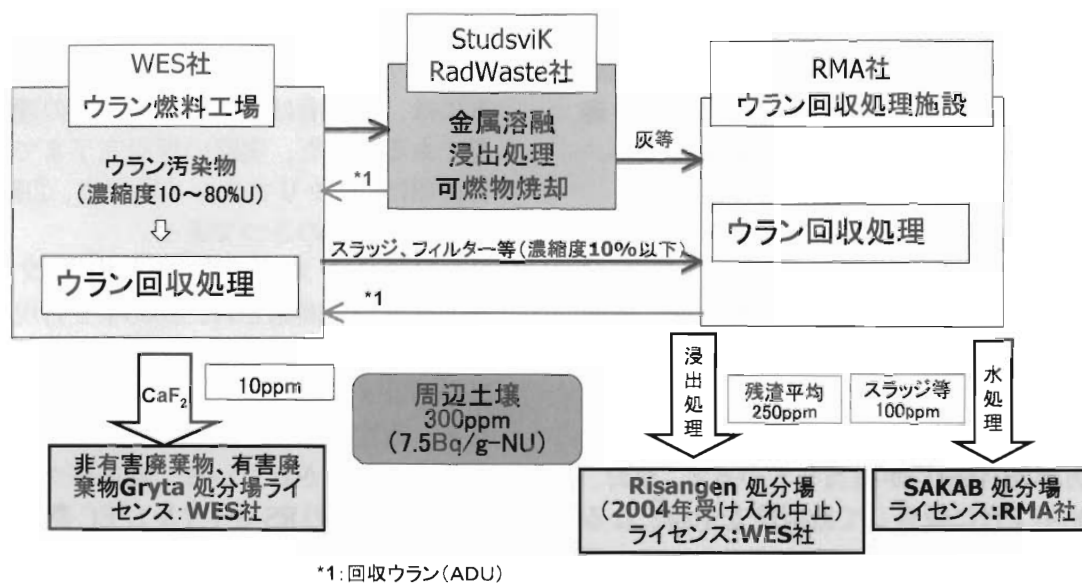 WES社
ウラン燃料工場
ウラン汚染物
(濃縮度10～80%U)
ウラン回収処理
StudsviK
RadWaste社
金属溶融
浸出処理
可燃物焼却
*1
灰等
RMA社
ウラン回収処理施設
ウラン回収処理
スラッジ、フィルター等(濃縮度10%以下)
*1
CaF₂
10ppm
周辺土壌
300ppm
(7.5Bq/g-NU)
浸出処理
残渣平均
250ppm
スラッジ等
100ppm
水処理
非有害廃棄物、有害廃
棄物Gryta 処分場ライ
センス:WES社
Risangen 処分場
(2004年受け入れ中止)
ライセンス:WES社
SAKAB 処分場
ライセンス:RMA社
*1:回収ウラン(ADU)